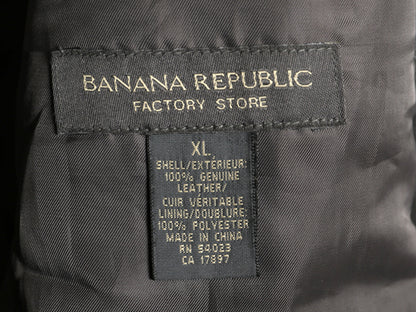 BANANA REPUBLIC
FACTORY STORE
XL
SHELL/EXTÉRIEUR:
100% GENUINE
LEATHER/
CUIR VÉRITABLE
LINING/DOUBLURE:
100% POLYESTER
MADE IN CHINA
RN 54023
CA 17897